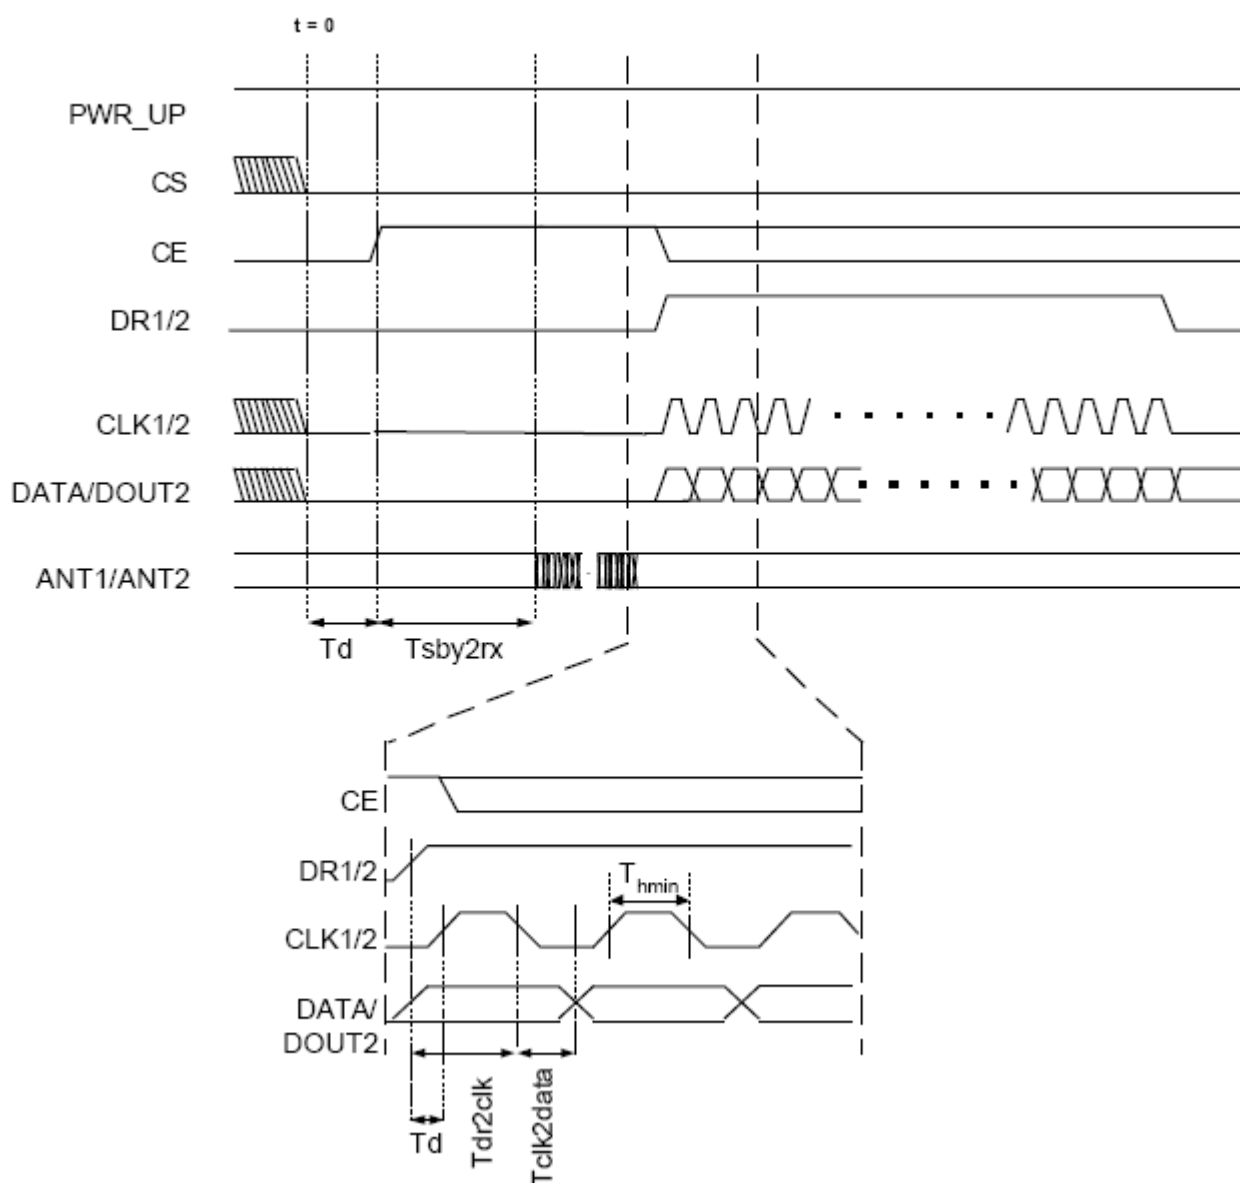 t = 0
PWR_UP
CS
CE
DR1/2
CLK1/2
DATA/DOUT2
ANT1/ANT2
Td
Tsby2rx
CE
DR1/2
T hmin
CLK1/2
DATA/
DOUT2
Td
Tdr2clk
Tclk2data